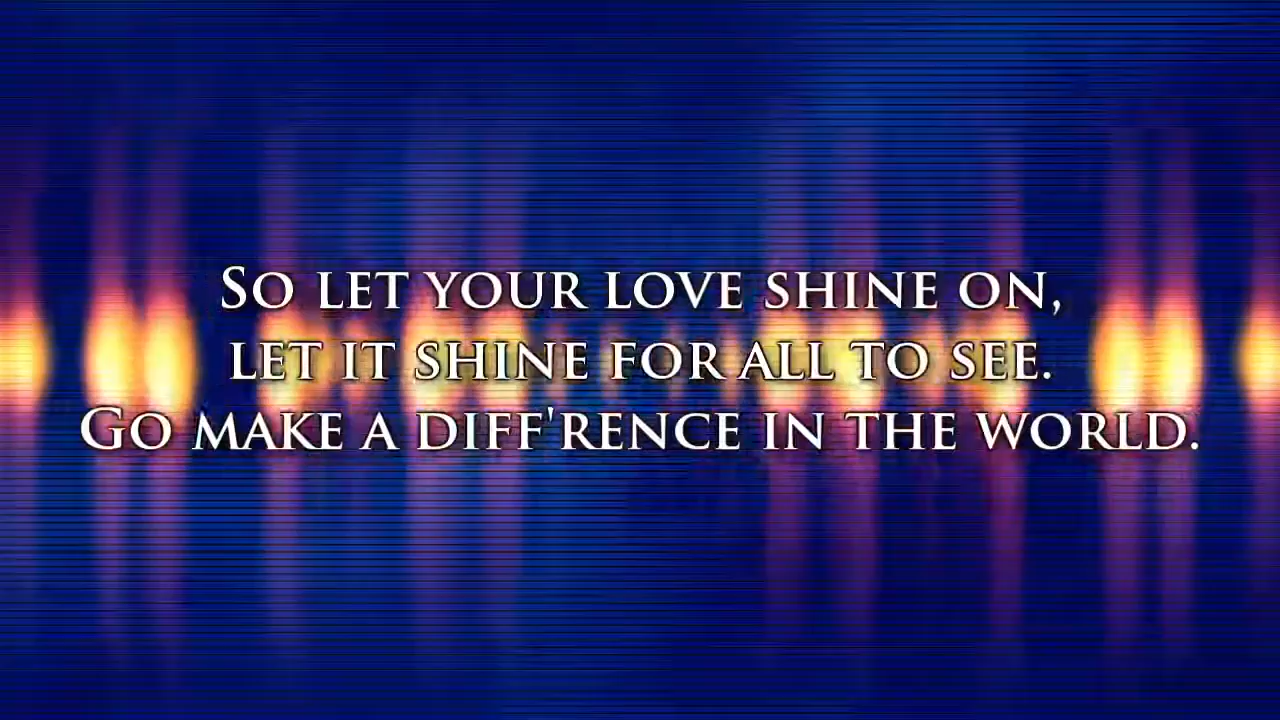 So let your love shine on,
let it shine for all to see.
Go make a diff'rence in the world.